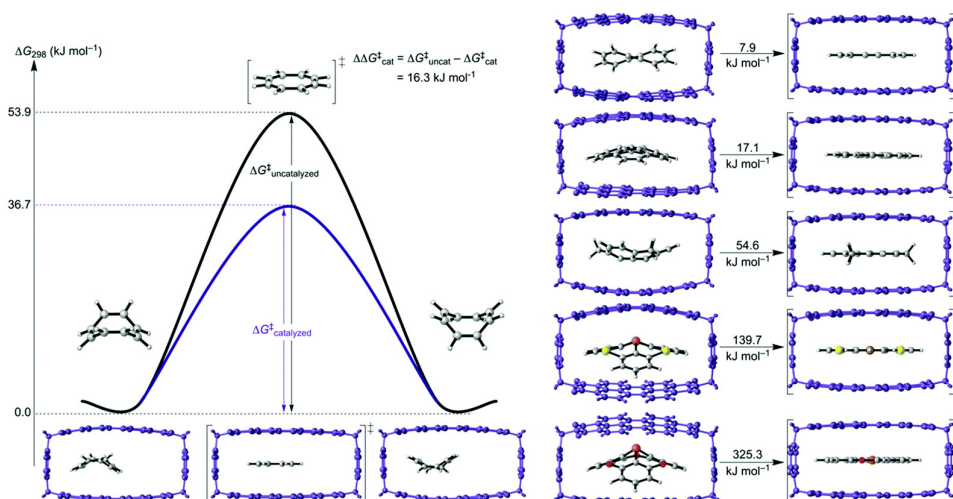 ΔG₂₉₈ (kJ mol⁻¹)
53.9
36.7
0.0
‡
ΔΔG‡cat = ΔG‡uncat – ΔG‡cat
= 16.3 kJ mol⁻¹
ΔG‡uncatalyzed
ΔG‡catalyzed
‡
7.9
kJ mol⁻¹
17.1
kJ mol⁻¹
54.6
kJ mol⁻¹
139.7
kJ mol⁻¹
325.3
kJ mol⁻¹